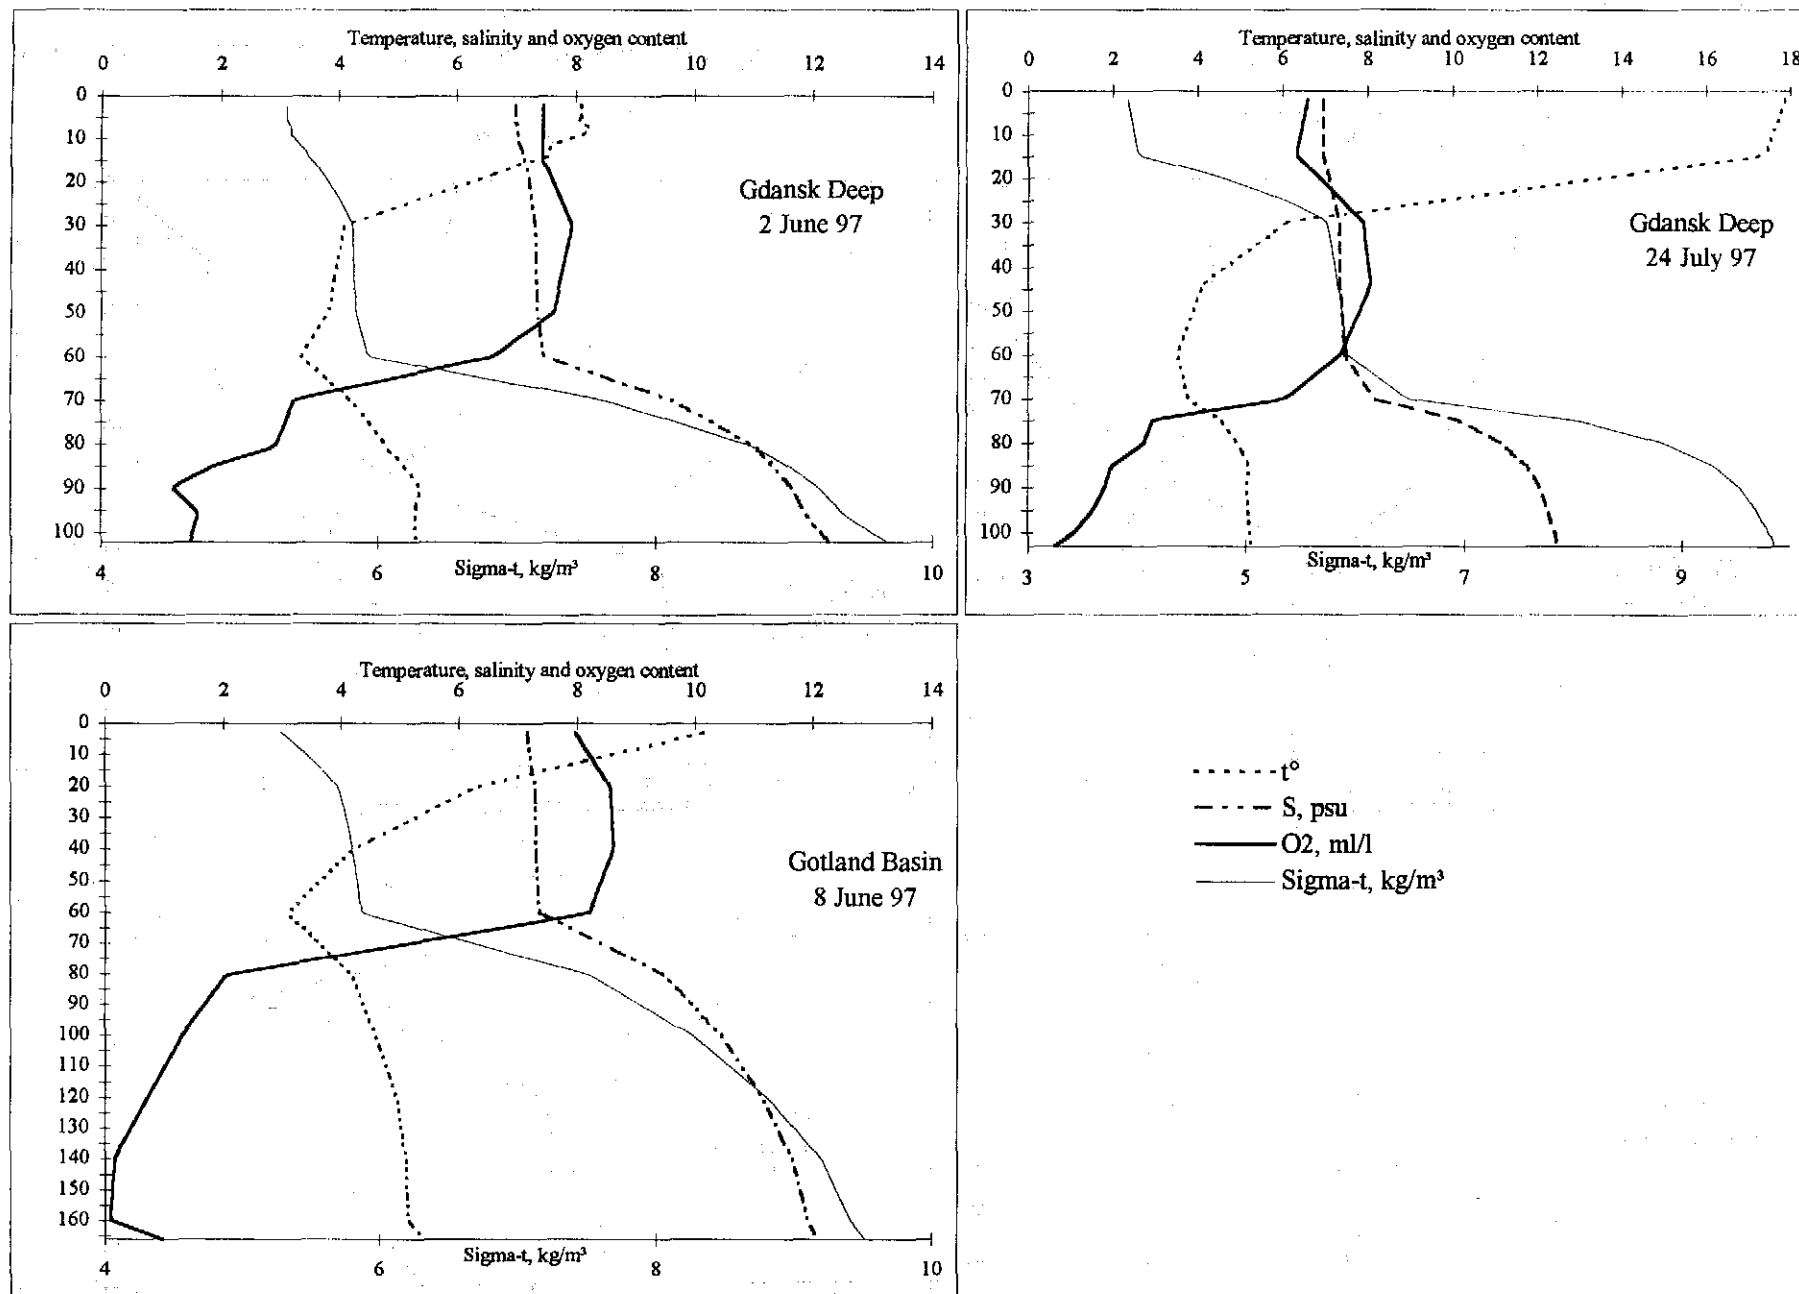 Temperature, salinity and oxygen content
0 2 4 6 8 10 12 14
0
10
20
30
40
50
60
70
80
90
100
Gdansk Deep
2 June 97
4 6 8 10
Sigma-t, kg/m³
Temperature, salinity and oxygen content
0 2 4 6 8 10 12 14 16 18
0
10
20
30
40
50
60
70
80
90
100
Gdansk Deep
24 July 97
3 5 7 9
Sigma-t, kg/m³
Temperature, salinity and oxygen content
0 2 4 6 8 10 12 14
0
10
20
30
40
50
60
70
80
90
100
110
120
130
140
150
160
Gotland Basin
8 June 97
Sigma-t, kg/m³
4 6 8 10
t°
S, psu
O2, ml/l
Sigma-t, kg/m³